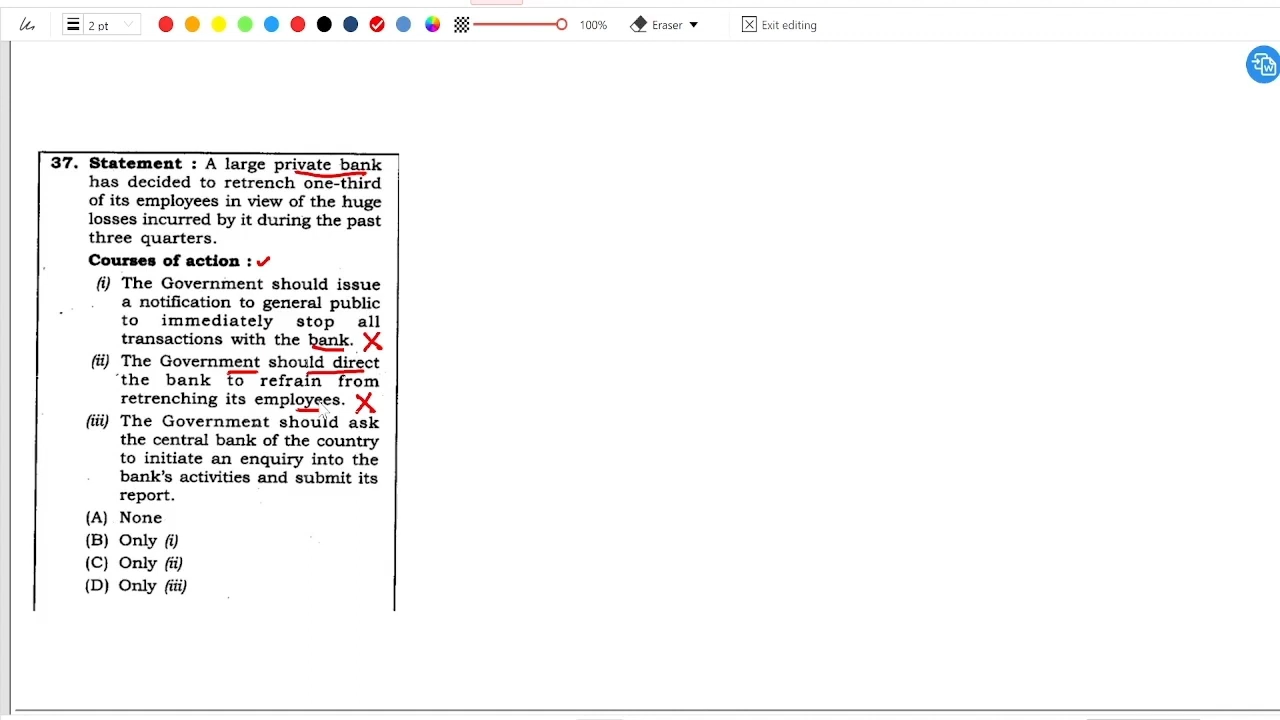 2 pt 100% Eraser Exit editing
37. Statement : A large private bank
has decided to retrench one-third
of its employees in view of the huge
losses incurred by it during the past
three quarters.
Courses of action :
(i) The Government should issue
a notification to general public
to immediately stop all
transactions with the bank.
(ii) The Government should direct
the bank to refrain from
retrenching its employees.
(iii) The Government should ask
the central bank of the country
to initiate an enquiry into the
bank's activities and submit its
report.
(A) None
(B) Only (i)
(C) Only (ii)
(D) Only (iii)